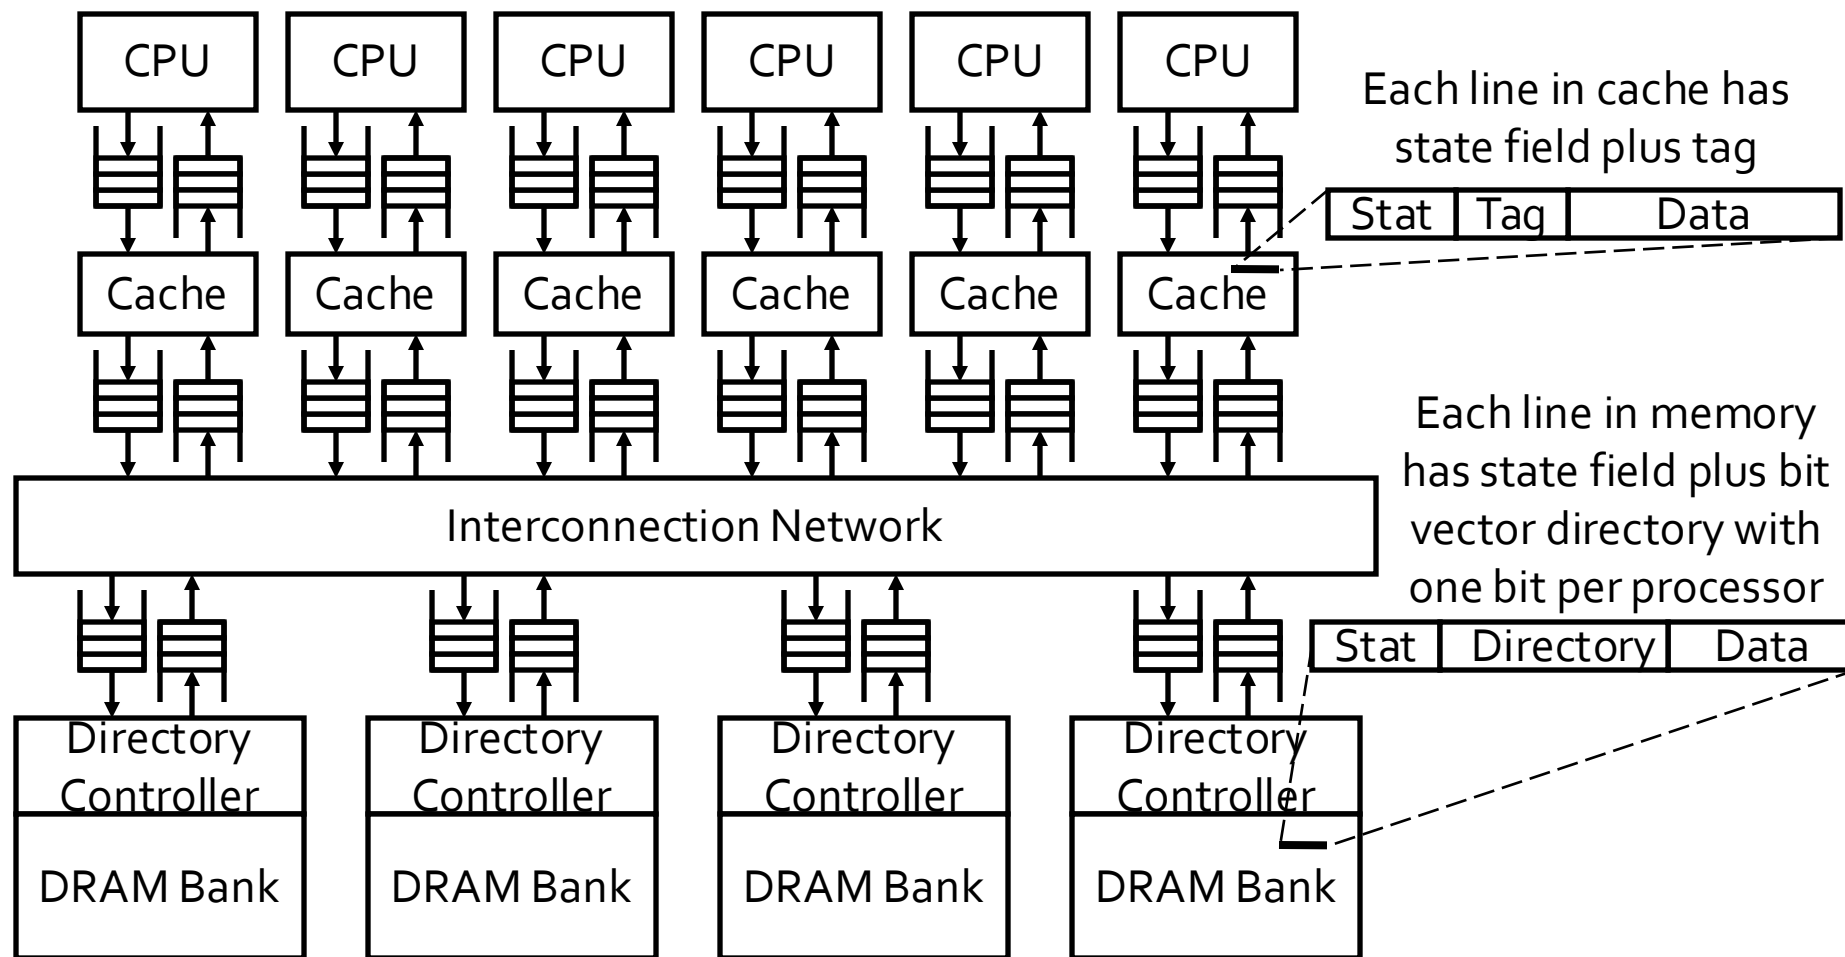 CPU CPU CPU CPU CPU CPU
Each line in cache has
state field plus tag
Stat Tag Data
Cache Cache Cache Cache Cache Cache
Each line in memory
has state field plus bit
vector directory with
one bit per processor
Interconnection Network
Stat Directory Data
Directory Directory Directory Directory
Controller Controller Controller Controller
DRAM Bank DRAM Bank DRAM Bank DRAM Bank